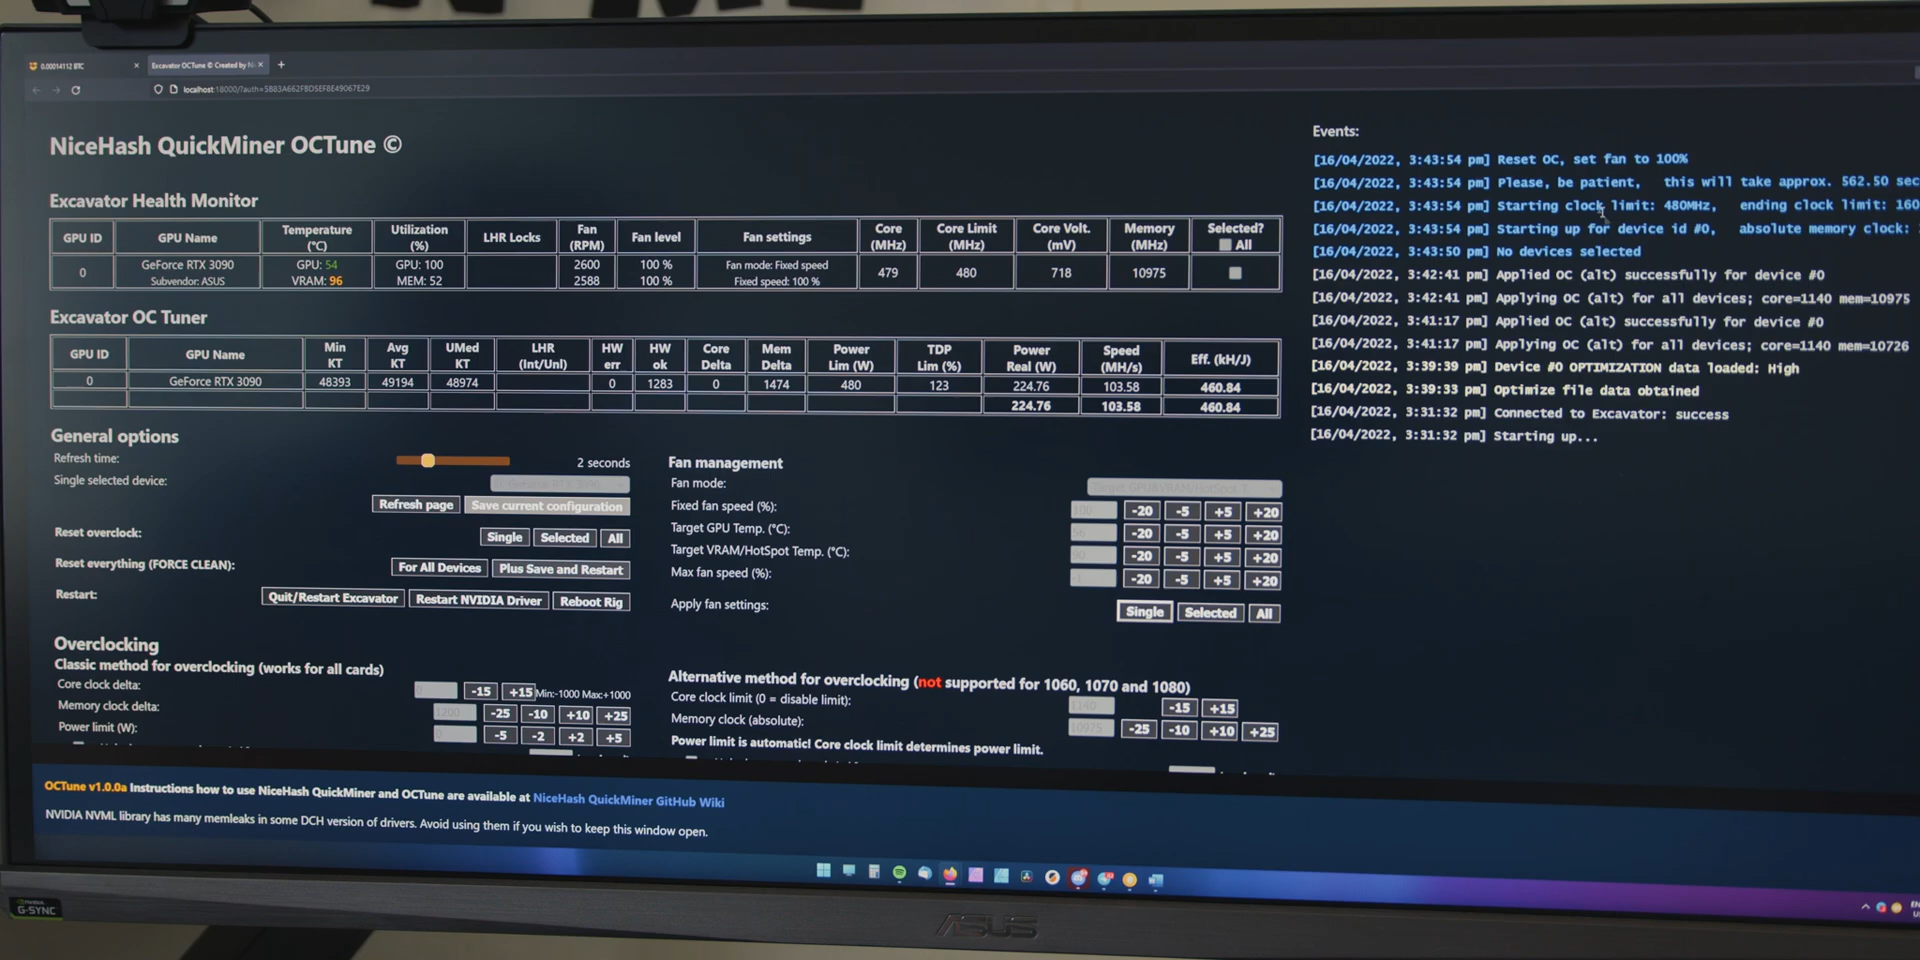 0.00014112 BTC
Excavator OCTune © Created by Ni
localhost:18000/?auth=5883A662FBD5EF8E49067E29
NiceHash QuickMiner OCTune ©
Excavator Health Monitor
GPU ID GPU Name Temperature (°C) Utilization (%) LHR Locks Fan (RPM) Fan level Fan settings Core (MHz) Core Limit (MHz) Core Volt. (mV) Memory (MHz) Selected? All
0 GeForce RTX 3090 Subvendor: ASUS GPU: 54 VRAM: 96 GPU: 100 MEM: 52 2600 2588 100 % 100 % Fan mode: Fixed speed Fixed speed: 100 % 479 480 718 10975
Excavator OC Tuner
GPU ID GPU Name Min KT Avg KT UMed KT LHR (Int/Unl) HW err HW ok Core Delta Mem Delta Power Lim (W) TDP Lim (%) Power Real (W) Speed (MH/s) Eff. (kH/J)
0 GeForce RTX 3090 48393 49194 48974 0 1283 0 1474 480 123 224.76 103.58 460.84
224.76 103.58 460.84
General options
Refresh time: 2 seconds
Single selected device: GeForce RTX 3090
Refresh page Save current configuration
Reset overclock: Single Selected All
Reset everything (FORCE CLEAN): For All Devices Plus Save and Restart
Restart: Quit/Restart Excavator Restart NVIDIA Driver Reboot Rig
Fan management
Fan mode:
Fixed fan speed (%): 100 -20 -5 +5 +20
Target GPU Temp. (°C): -20 -5 +5 +20
Target VRAM/HotSpot Temp. (°C): -20 -5 +5 +20
Max fan speed (%): -20 -5 +5 +20
Apply fan settings: Single Selected All
Overclocking
Classic method for overclocking (works for all cards)
Core clock delta: 0 -15 +15 Min:-1000 Max:+1000
Memory clock delta: 1200 -25 -10 +10 +25
Power limit (W): 0 -5 -2 +2 +5
Alternative method for overclocking (not supported for 1060, 1070 and 1080)
Core clock limit (0 = disable limit): 1140 -15 +15
Memory clock (absolute): 10975 -25 -10 +10 +25
Power limit is automatic! Core clock limit determines power limit.
Events:
[16/04/2022, 3:43:54 pm] Reset OC, set fan to 100%
[16/04/2022, 3:43:54 pm] Please, be patient, this will take approx. 562.50 sec
[16/04/2022, 3:43:54 pm] Starting clock limit: 480MHz, ending clock limit: 160
[16/04/2022, 3:43:54 pm] Starting up for device id #0, absolute memory clock:
[16/04/2022, 3:43:50 pm] No devices selected
[16/04/2022, 3:42:41 pm] Applied OC (alt) successfully for device #0
[16/04/2022, 3:42:41 pm] Applying OC (alt) for all devices; core=1140 mem=10975
[16/04/2022, 3:41:17 pm] Applied OC (alt) successfully for device #0
[16/04/2022, 3:41:17 pm] Applying OC (alt) for all devices; core=1140 mem=10726
[16/04/2022, 3:39:39 pm] Device #0 OPTIMIZATION data loaded: High
[16/04/2022, 3:39:33 pm] Optimize file data obtained
[16/04/2022, 3:31:32 pm] Connected to Excavator: success
[16/04/2022, 3:31:32 pm] Starting up...
OCTune v1.0.0a Instructions how to use NiceHash QuickMiner and OCTune are available at NiceHash QuickMiner GitHub Wiki
NVIDIA NVML library has many memleaks in some DCH version of drivers. Avoid using them if you wish to keep this window open.
NVIDIA
G-SYNC
ASUS